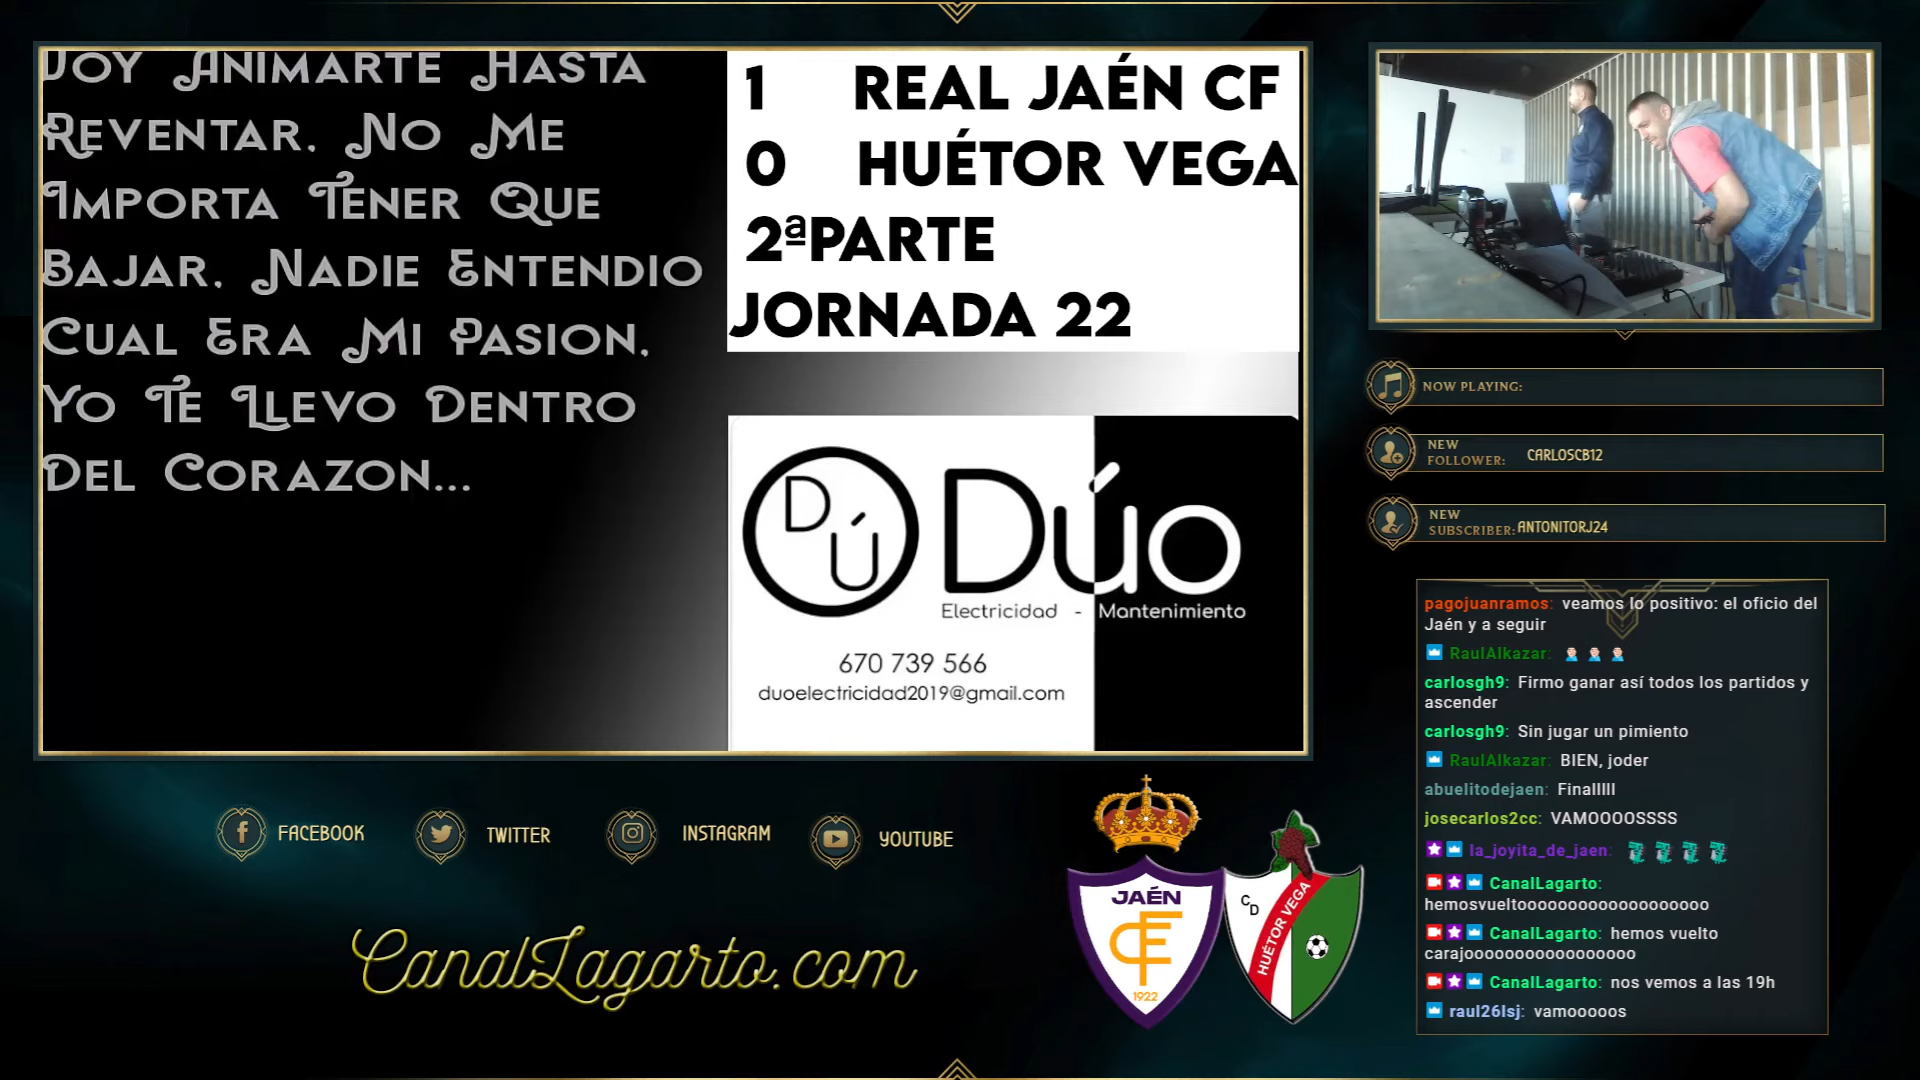 VOY ANIMARTE HASTA
REVENTAR. NO ME
IMPORTA TENER QUE
BAJAR. NADIE ENTENDIO
CUAL ERA MI PASION.
YO TE LLEVO DENTRO
DEL CORAZON...
1 REAL JAÉN CF
0 HUÉTOR VEGA
2ªPARTE
JORNADA 22
DÚ
Dúo
Electricidad - Mantenimiento
670 739 566
duoelectricidad2019@gmail.com
NOW PLAYING:
NEW
FOLLOWER: CARLOSCB12
NEW
SUBSCRIBER: ANTONITORJ24
pagojuanramos: veamos lo positivo: el oficio del
Jaén y a seguir
RaulAlkazar:
carlosgh9: Firmo ganar así todos los partidos y
ascender
carlosgh9: Sin jugar un pimiento
RaulAlkazar: BIEN, joder
abuelitodejaen: Finalllll
josecarlos2cc: VAMOOOOSSSS
la_joyita_de_jaen:
CanalLagarto:
hemosvueltooooooooooooooooooo
CanalLagarto: hemos vuelto
carajooooooooooooooooo
CanalLagarto: nos vemos a las 19h
raul26lsj: vamooooos
FACEBOOK
TWITTER
INSTAGRAM
YOUTUBE
CanalLagarto.com
JAÉN
CF
1922
CD
HUÉTOR VEGA